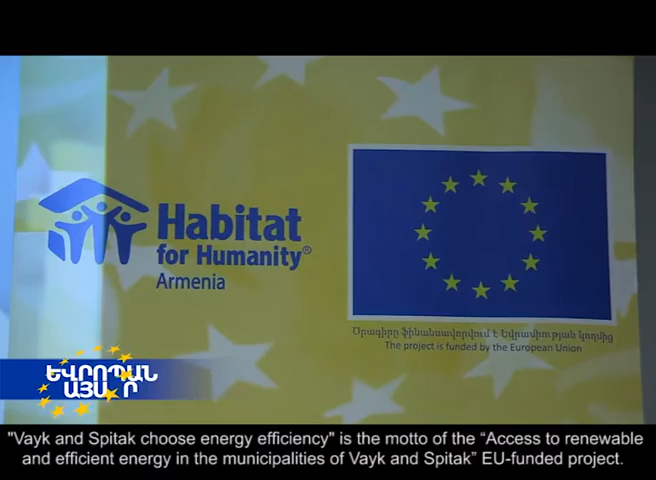 Habitat
for Humanity®
Armenia
Ծրագիրը ֆինանսավորվում է Եվրամիության կողմից
The project is funded by the European Union
ԵՎՐՈՊԱՆ
ԱՅՍՕՐ
"Vayk and Spitak choose energy efficiency" is the motto of the “Access to renewable
and efficient energy in the municipalities of Vayk and Spitak” EU-funded project.